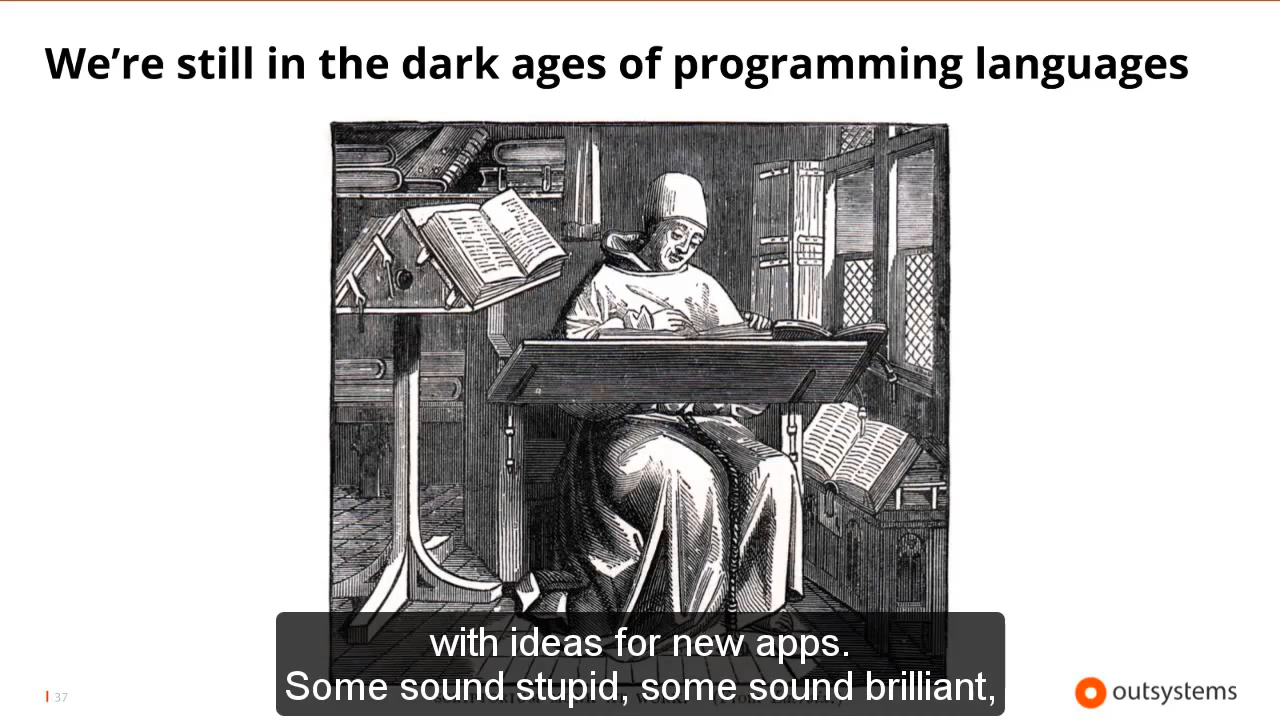 We’re still in the dark ages of programming languages
with ideas for new apps.
Some sound stupid, some sound brilliant,
37
outsystems